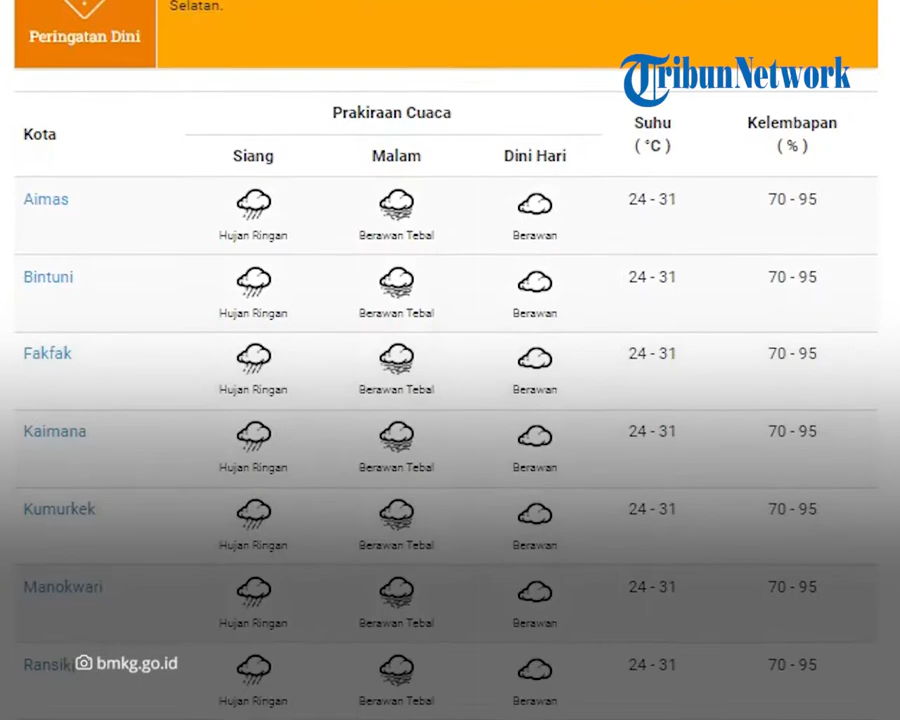 Selatan.
Peringatan Dini
TribunNetwork
Prakiraan Cuaca
Kota
Suhu
Kelembapan
( °C )
( % )
Siang
Malam
Dini Hari
Aimas
24 - 31
70 - 95
Hujan Ringan
Berawan Tebal
Berawan
Bintuni
24 - 31
70 - 95
Hujan Ringan
Berawan Tebal
Berawan
Fakfak
24 - 31
70 - 95
Hujan Ringan
Berawan Tebal
Berawan
Kaimana
24 - 31
70 - 95
Hujan Ringan
Berawan Tebal
Berawan
Kumurkek
24 - 31
70 - 95
Hujan Ringan
Berawan Tebal
Berawan
Manokwari
24 - 31
70 - 95
Hujan Ringan
Berawan Tebal
Berawan
Ransiki
bmkg.go.id
24 - 31
70 - 95
Hujan Ringan
Berawan Tebal
Berawan